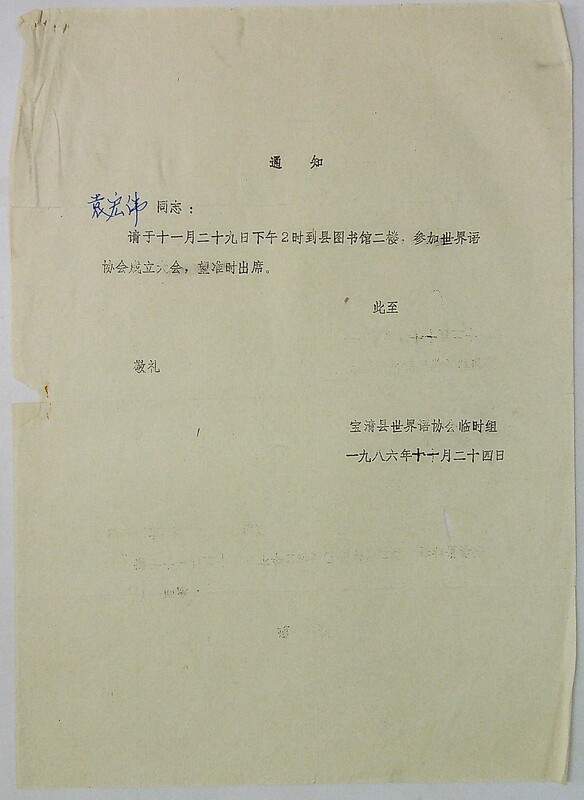 通 知
袁宏伟 同志：
请于十一月二十九日下午2时到县图书馆二楼，参加世界语
协会成立大会，望准时出席。
此至
敬礼
宝清县世界语协会临时组
一九八六年十一月二十四日